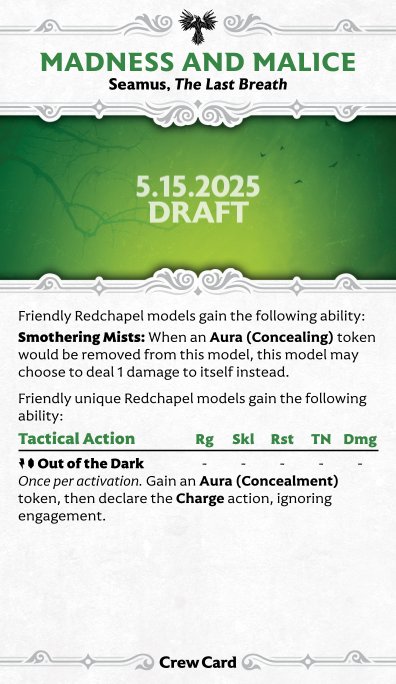 MADNESS AND MALICE
Seamus, The Last Breath
5.15.2025
DRAFT
Friendly Redchapel models gain the following ability:
Smothering Mists: When an Aura (Concealing) token
would be removed from this model, this model may
choose to deal 1 damage to itself instead.
Friendly unique Redchapel models gain the following
ability:
Tactical Action Rg Skl Rst TN Dmg
Out of the Dark - - - - -
Once per activation. Gain an Aura (Concealment)
token, then declare the Charge action, ignoring
engagement.
Crew Card